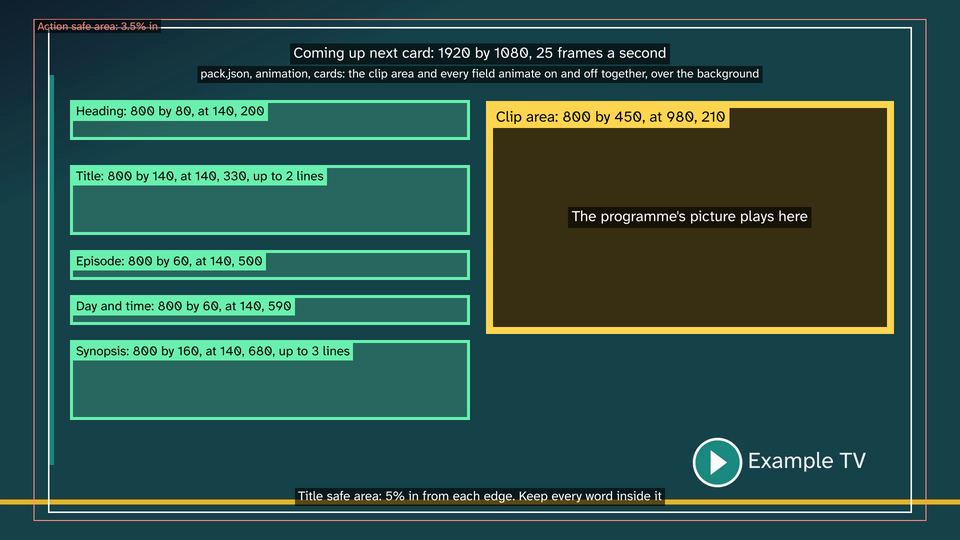 Action safe area: 3.5% in
Coming up next card: 1920 by 1080, 25 frames a second
pack.json, animation, cards: the clip area and every field animate on and off together, over the background
Heading: 800 by 80, at 140, 200
Clip area: 800 by 450, at 980, 210
Title: 800 by 140, at 140, 330, up to 2 lines
The programme's picture plays here
Episode: 800 by 60, at 140, 500
Day and time: 800 by 60, at 140, 590
Synopsis: 800 by 160, at 140, 680, up to 3 lines
Example TV
Title safe area: 5% in from each edge. Keep every word inside it